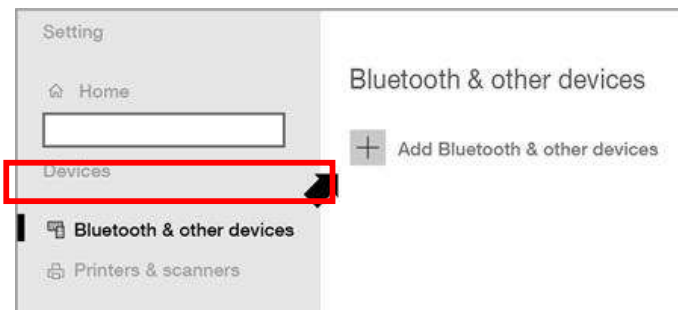 Setting
Home
Devices
Bluetooth & other devices
Printers & scanners
Bluetooth & other devices
Add Bluetooth & other devices